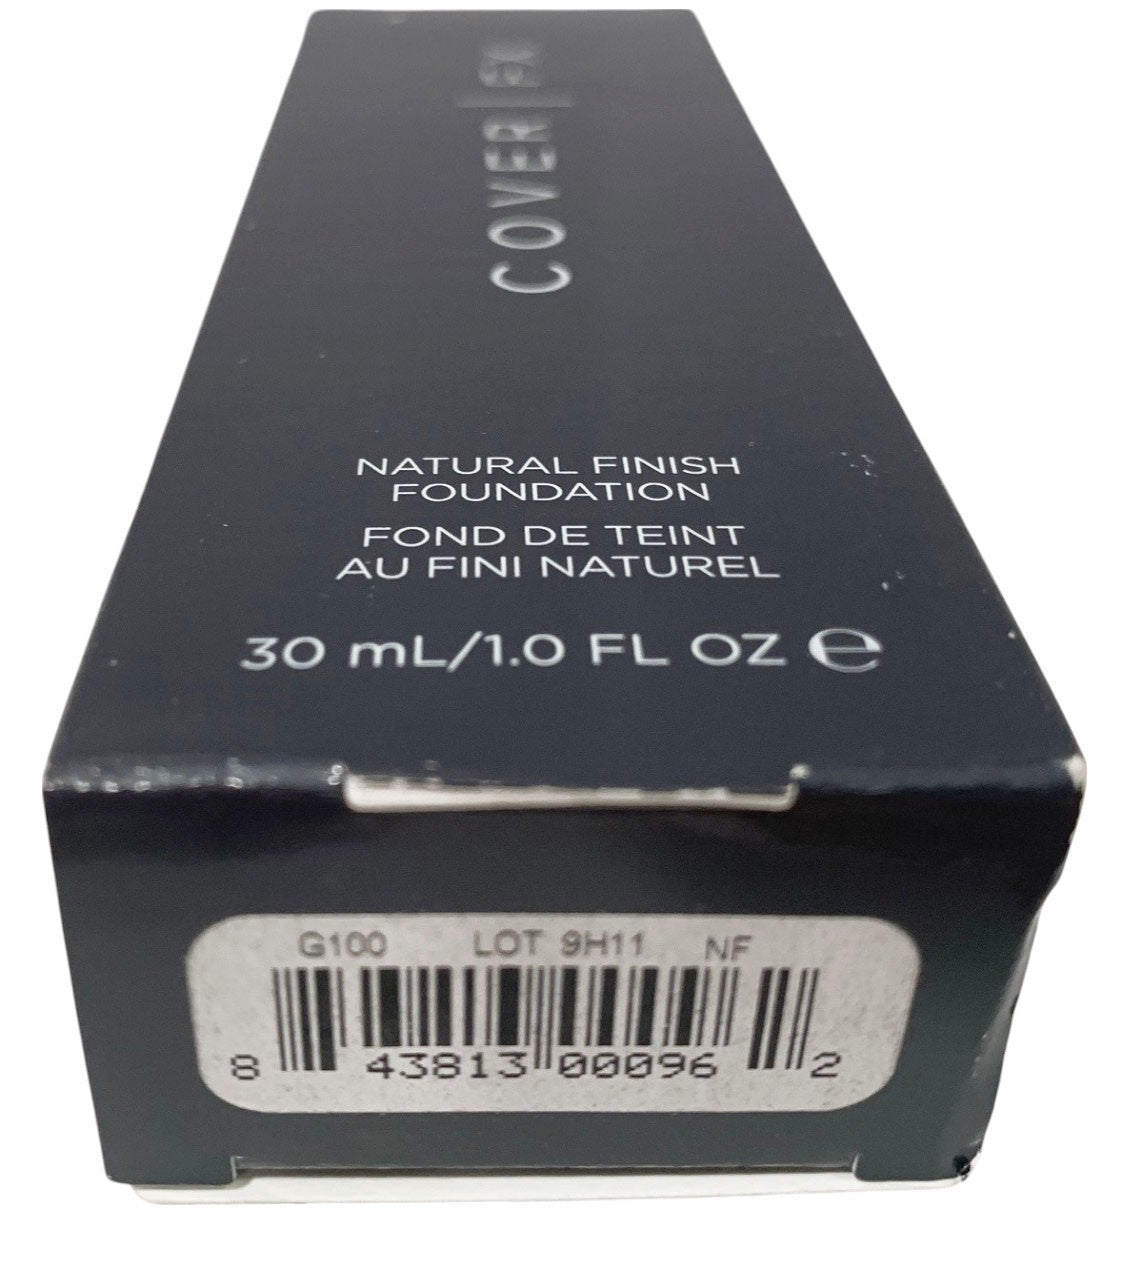 COVER | FX
NATURAL FINISH
FOUNDATION
FOND DE TEINT
AU FINI NATUREL
30 mL/1.0 FL OZ ℮
G100 LOT 9H11 NF
8 43813 00096 2